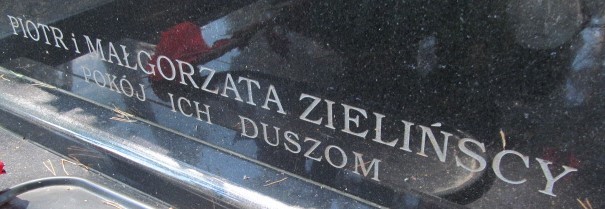 PIOTR i MAŁGORZATA ZIELIŃSCY
POKÓJ ICH DUSZOM